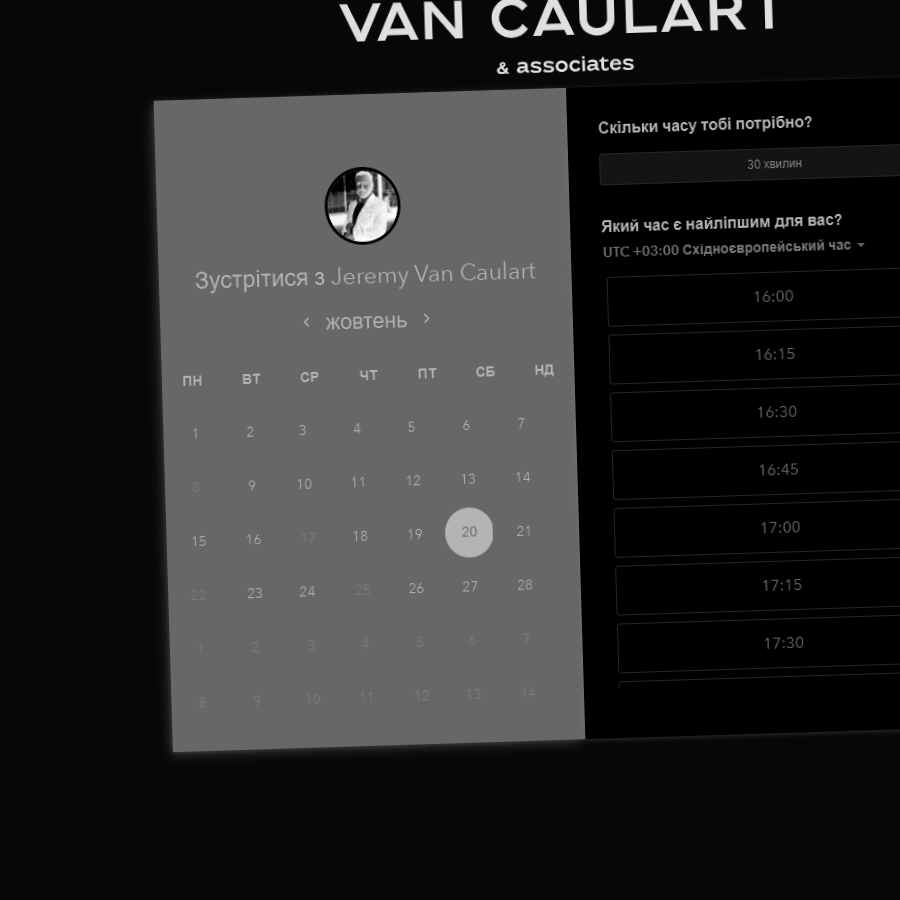 VAN CAULART
& associates
Зустрітися з Jeremy Van Caulart
жовтень
ПН ВТ СР ЧТ ПТ СБ НД
1 2 3 4 5 6 7
8 9 10 11 12 13 14
15 16 17 18 19 20 21
22 23 24 25 26 27 28
1 2 3 4 5 6 7
8 9 10 11 12 13 14
Скільки часу тобі потрібно?
30 хвилин
Який час є найліпшим для вас?
UTC +03:00 Східноєвропейський час
16:00
16:15
16:30
16:45
17:00
17:15
17:30